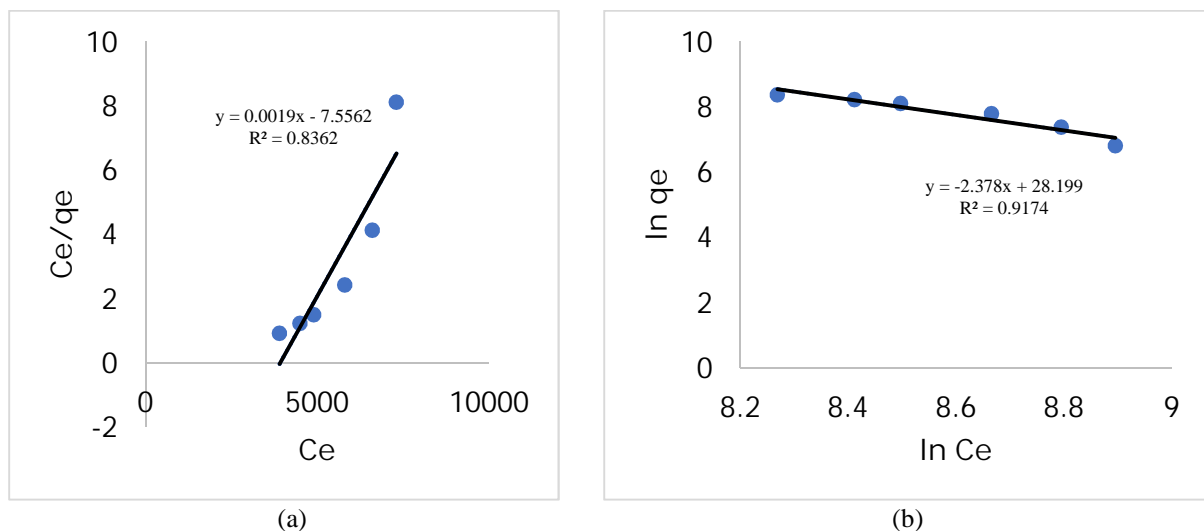 10
8
6
4
2
0
-2
0
5000
10000
Ce/qe
Ce
y = 0.0019x - 7.5562
R² = 0.8362
(a)
10
8
6
4
2
0
8.2
8.4
8.6
8.8
9
ln qe
ln Ce
y = -2.378x + 28.199
R² = 0.9174
(b)